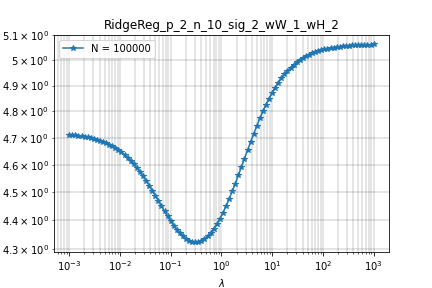 RidgeReg_p_2_n_10_sig_2_wW_1_wH_2
N = 100000
5.1 × 10⁰
5 × 10⁰
4.9 × 10⁰
4.8 × 10⁰
4.7 × 10⁰
4.6 × 10⁰
4.5 × 10⁰
4.4 × 10⁰
4.3 × 10⁰
10⁻³ 10⁻² 10⁻¹ 10⁰ 10¹ 10² 10³
λ